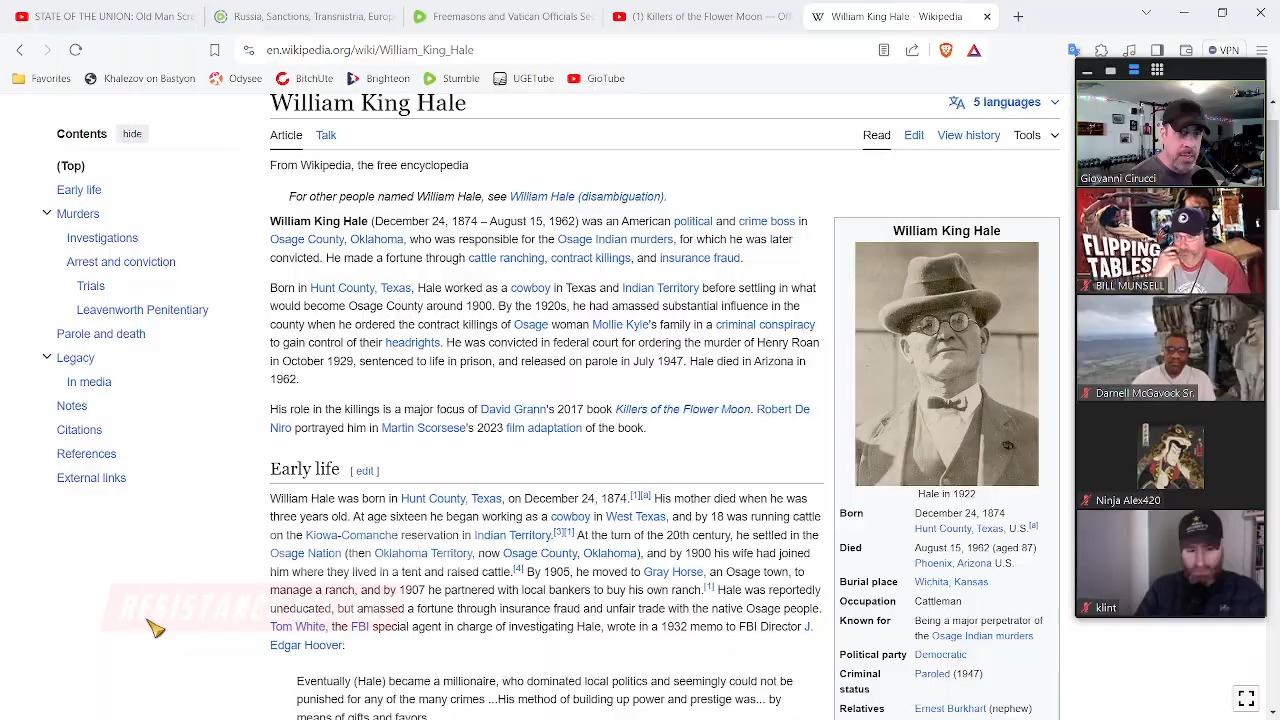 STATE OF THE UNION: Old Man Scre
Russia, Sanctions, Transnistria, Europ
Freemasons and Vatican Officials Sec
(1) Killers of the Flower Moon — Offi
William King Hale - Wikipedia
en.wikipedia.org/wiki/William_King_Hale
VPN
Favorites
Khalezov on Bastyon
Odysee
BitchUte
Brighteon
Rumble
UGETube
GioTube
William King Hale
5 languages
Contents hide
Article Talk
Read Edit View history Tools
(Top)
Early life
Murders
Investigations
Arrest and conviction
Trials
Leavenworth Penitentiary
Parole and death
Legacy
In media
Notes
Citations
References
External links
From Wikipedia, the free encyclopedia
For other people named William Hale, see William Hale (disambiguation).
William King Hale (December 24, 1874 – August 15, 1962) was an American political and crime boss in
Osage County, Oklahoma, who was responsible for the Osage Indian murders, for which he was later
convicted. He made a fortune through cattle ranching, contract killings, and insurance fraud.
Born in Hunt County, Texas, Hale worked as a cowboy in Texas and Indian Territory before settling in what
would become Osage County around 1900. By the 1920s, he had amassed substantial influence in the
county when he ordered the contract killings of Osage woman Mollie Kyle's family in a criminal conspiracy
to gain control of their headrights. He was convicted in federal court for ordering the murder of Henry Roan
in October 1929, sentenced to life in prison, and released on parole in July 1947. Hale died in Arizona in
1962.
His role in the killings is a major focus of David Grann's 2017 book Killers of the Flower Moon. Robert De
Niro portrayed him in Martin Scorsese's 2023 film adaptation of the book.
Early life [ edit ]
William Hale was born in Hunt County, Texas, on December 24, 1874.[1][a] His mother died when he was
three years old. At age sixteen he began working as a cowboy in West Texas, and by 18 was running cattle
on the Kiowa-Comanche reservation in Indian Territory.[3][1] At the turn of the 20th century, he settled in the
Osage Nation (then Oklahoma Territory, now Osage County, Oklahoma), and by 1900 his wife had joined
him where they lived in a tent and raised cattle.[4] By 1905, he moved to Gray Horse, an Osage town, to
manage a ranch, and by 1907 he partnered with local bankers to buy his own ranch.[1] Hale was reportedly
uneducated, but amassed a fortune through insurance fraud and unfair trade with the native Osage people.
Tom White, the FBI special agent in charge of investigating Hale, wrote in a 1932 memo to FBI Director J.
Edgar Hoover:
Eventually (Hale) became a millionaire, who dominated local politics and seemingly could not be
punished for any of the many crimes ...His method of building up power and prestige was... by
means of gifts and favors.
William King Hale
Hale in 1922
Born December 24, 1874
Hunt County, Texas, U.S.[a]
Died August 15, 1962 (aged 87)
Phoenix, Arizona U.S.
Burial place Wichita, Kansas
Occupation Cattleman
Known for Being a major perpetrator of
the Osage Indian murders
Political party Democratic
Criminal status Paroled (1947)
Relatives Ernest Burkhart (nephew)
Giovanni Cirucci
FLIPPING
TABLES
BILL MUNSELL
Darnell McGavock Sr.
Ninja Alex420
klint
RESISTANC